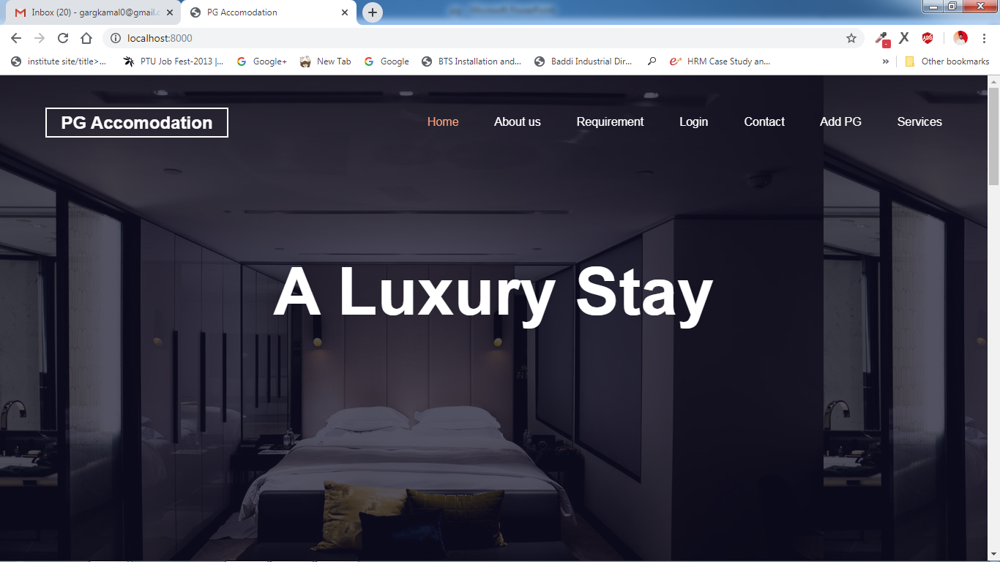 Inbox (20) - gargkamal0@gmail.c
PG Accomodation
localhost:8000
institute site/title>...
PTU Job Fest-2013 |...
Google+
New Tab
Google
BTS Installation and...
Baddi Industrial Dir...
HRM Case Study an...
»
Other bookmarks
PG Accomodation
Home
About us
Requirement
Login
Contact
Add PG
Services
A Luxury Stay